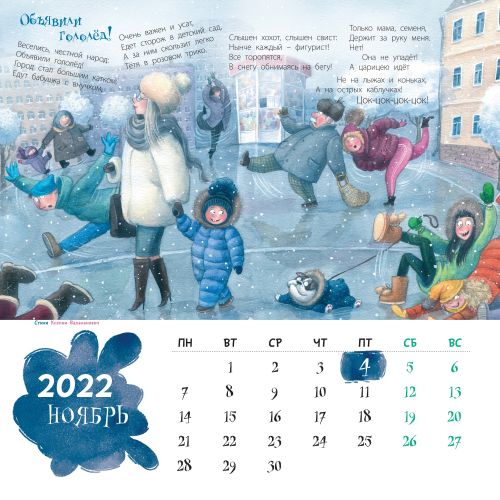 Объявили гололёд!
Веселись, честной народ:
Объявили гололёд!
Город стал большим катком,
Едут бабушка с внучком,
Очень важен и усат,
Едет сторож в детский сад,
А за ним скользит легко
Тётя в розовом трико.
Слышен хохот, слышен свист:
Нынче каждый – фигурист!
Все торопятся,
В снегу обнимаясь на бегу!
Только мама, семеня,
Держит за руку меня.
Нет!
Она не упадёт!
А царицею идёт
Не на лыжах и коньках,
А на острых каблучках!
Цок-цок-цок-цок!
Стихи Ксении Валаханович
2022
НОЯБРЬ
ПН ВТ СР ЧТ ПТ СБ ВС
1 2 3 4 5 6
7 8 9 10 11 12 13
14 15 16 17 18 19 20
21 22 23 24 25 26 27
28 29 30